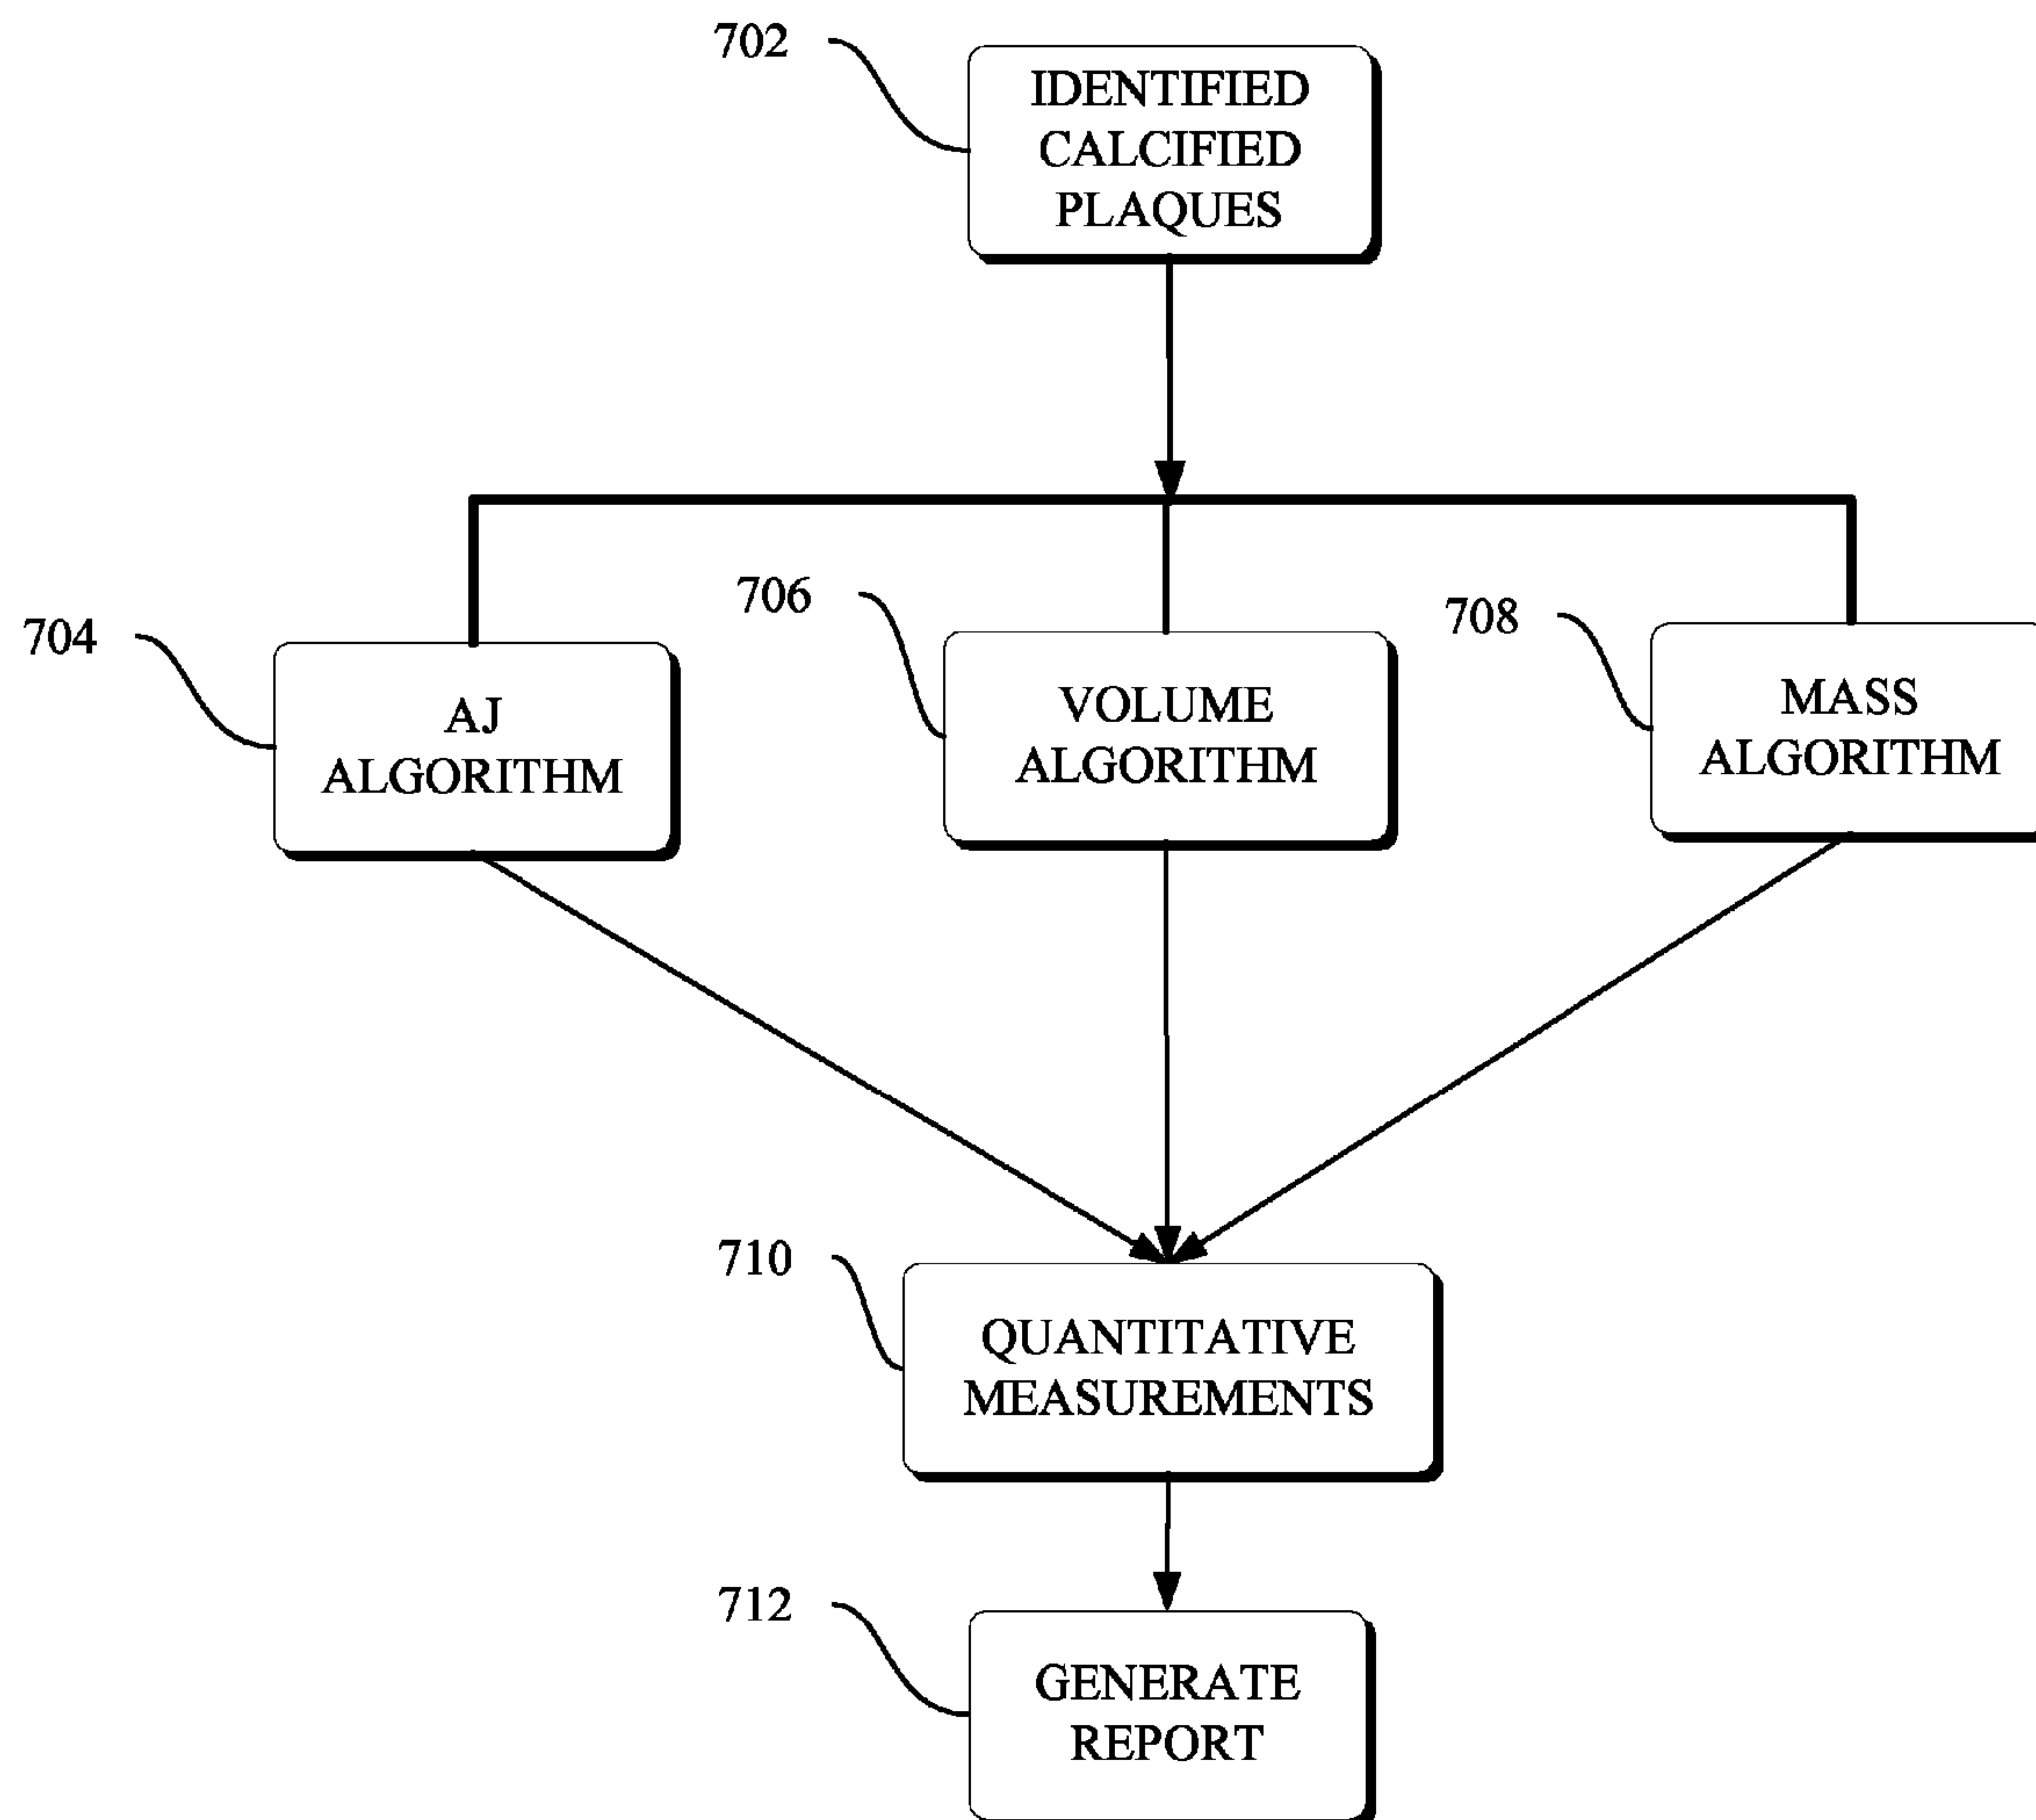 702
IDENTIFIED
CALCIFIED
PLAQUES
704
AJ
ALGORITHM
706
VOLUME
ALGORITHM
708
MASS
ALGORITHM
710
QUANTITATIVE
MEASUREMENTS
712
GENERATE
REPORT